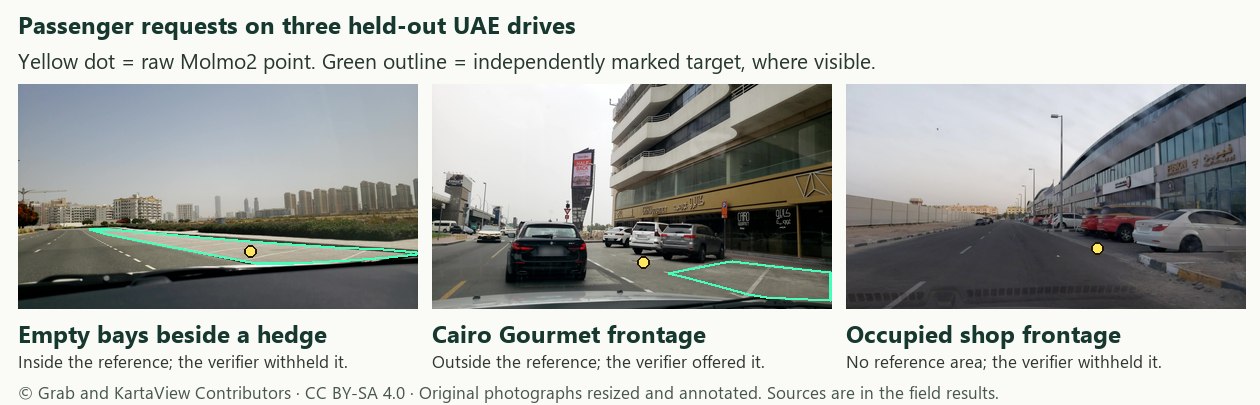 Passenger requests on three held-out UAE drives
Yellow dot = raw Molmo2 point. Green outline = independently marked target, where visible.
HALF
BACK
CAIRO
Empty bays beside a hedge
Cairo Gourmet frontage
Occupied shop frontage
Inside the reference; the verifier withheld it.
Outside the reference; the verifier offered it.
No reference area; the verifier withheld it.
© Grab and KartaView Contributors · CC BY-SA 4.0 · Original photographs resized and annotated. Sources are in the field results.